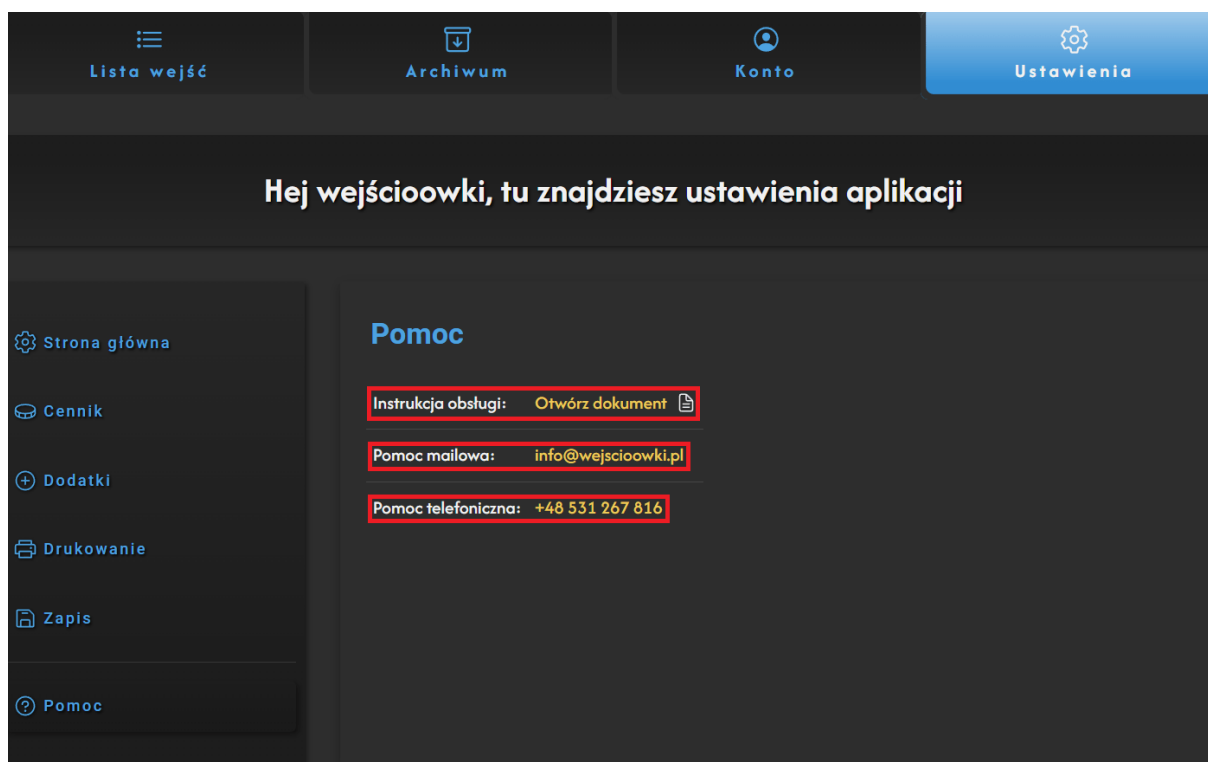 Lista wejść
Archiwum
Konto
Ustawienia
Hej wejścioowki, tu znajdziesz ustawienia aplikacji
Strona główna
Cennik
Dodatki
Drukowanie
Zapis
Pomoc
Pomoc
Instrukcja obsługi: Otwórz dokument
Pomoc mailowa: info@wejscioowki.pl
Pomoc telefoniczna: +48 531 267 816